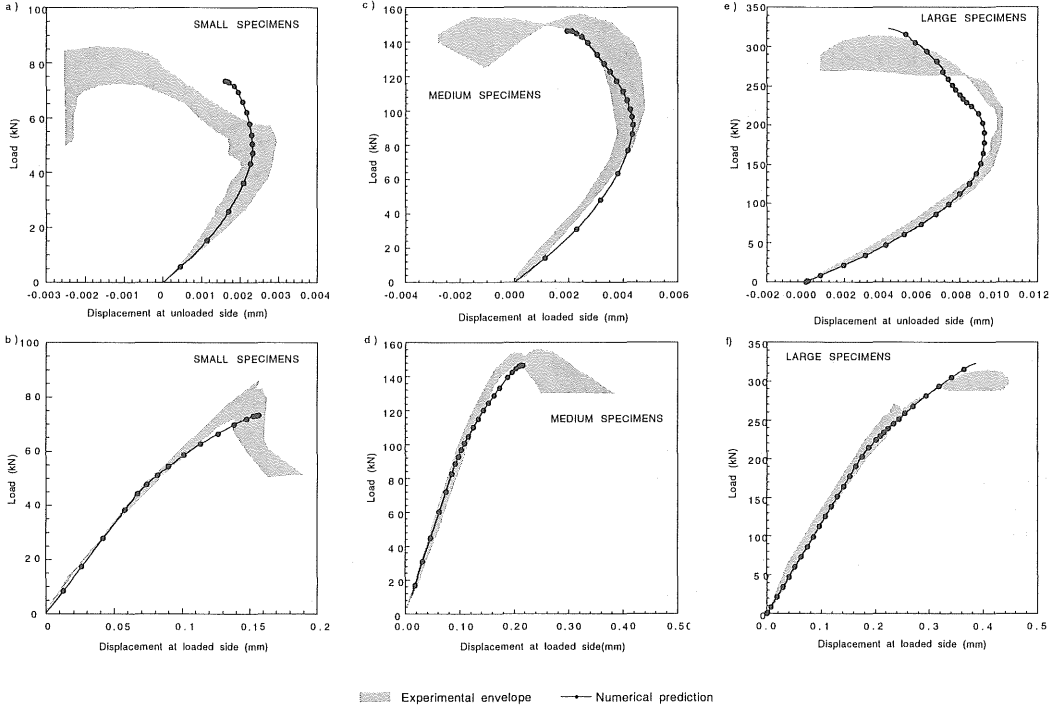 a )
SMALL SPECIMENS
100
80
60
40
20
0
Load (kN)
-0.003 -0.002 -0.001 0 0.001 0.002 0.003 0.004
Displacement at unloaded side (mm)
c )
MEDIUM SPECIMENS
160
140
120
100
80
60
40
20
0
Load (kN)
-0.004 -0.002 0.000 0.002 0.004 0.006
Displacement at loaded side (mm)
e )
LARGE SPECIMENS
350
300
250
200
150
100
50
0
Load (kN)
-0.002 0.000 0.002 0.004 0.006 0.008 0.010 0.012
Displacement at unloaded side (mm)
b )
SMALL SPECIMENS
100
80
60
40
20
0
Load (kN)
0 0.05 0.10 0.15 0.2
Displacement at loaded side (mm)
d )
MEDIUM SPECIMENS
160
140
120
100
80
60
40
20
0
Load (kN)
0.00 0.10 0.20 0.30 0.40 0.50
Displacement at loaded side(mm)
f)
LARGE SPECIMENS
350
300
250
200
150
100
50
0
Load (kN)
0.0 0.1 0.2 0.3 0.4 0.5
Displacement at loaded side (mm)
Experimental envelope
Numerical prediction